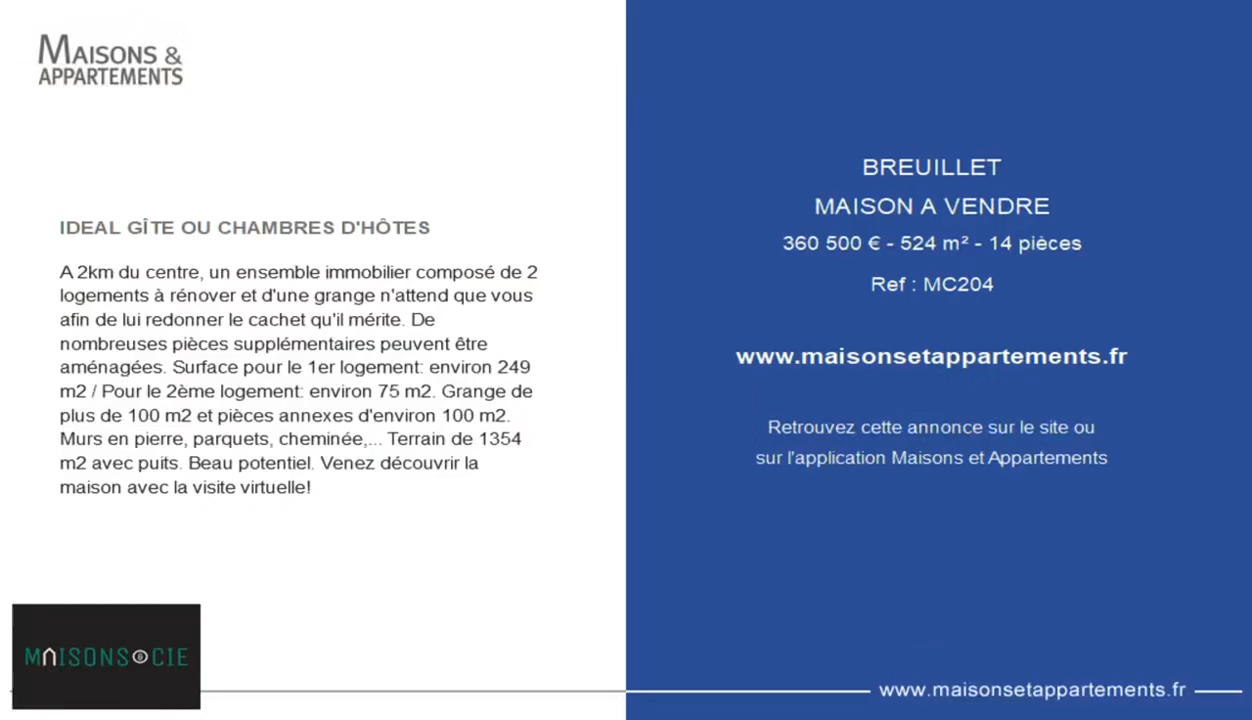 MAISONS &
APPARTEMENTS
IDEAL GÎTE OU CHAMBRES D'HÔTES
A 2km du centre, un ensemble immobilier composé de 2
logements à rénover et d'une grange n'attend que vous
afin de lui redonner le cachet qu'il mérite. De
nombreuses pièces supplémentaires peuvent être
aménagées. Surface pour le 1er logement: environ 249
m2 / Pour le 2ème logement: environ 75 m2. Grange de
plus de 100 m2 et pièces annexes d'environ 100 m2.
Murs en pierre, parquets, cheminée,... Terrain de 1354
m2 avec puits. Beau potentiel. Venez découvrir la
maison avec la visite virtuelle!
MAISONS & CIE
BREUILLET
MAISON A VENDRE
360 500 € - 524 m² - 14 pièces
Ref : MC204
www.maisonsetappartements.fr
Retrouvez cette annonce sur le site ou
sur l'application Maisons et Appartements
www.maisonsetappartements.fr